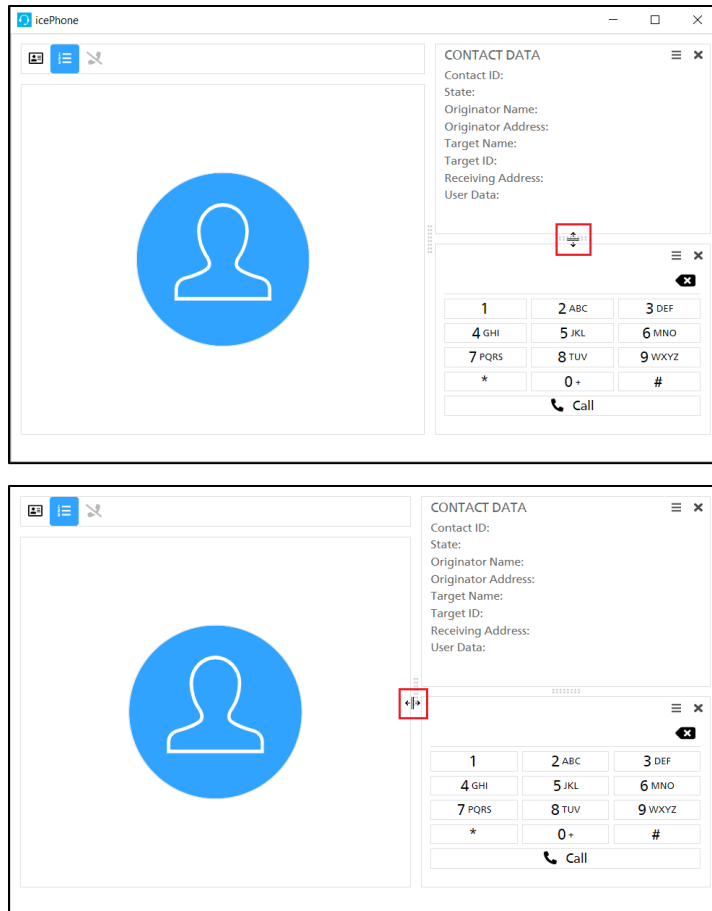 icePhone
CONTACT DATA
Contact ID:
State:
Originator Name:
Originator Address:
Target Name:
Target ID:
Receiving Address:
User Data:
1 2 ABC 3 DEF
4 GHI 5 JKL 6 MNO
7 PQRS 8 TUV 9 WXYZ
* 0 + #
Call
CONTACT DATA
Contact ID:
State:
Originator Name:
Originator Address:
Target Name:
Target ID:
Receiving Address:
User Data:
1 2 ABC 3 DEF
4 GHI 5 JKL 6 MNO
7 PQRS 8 TUV 9 WXYZ
* 0 + #
Call